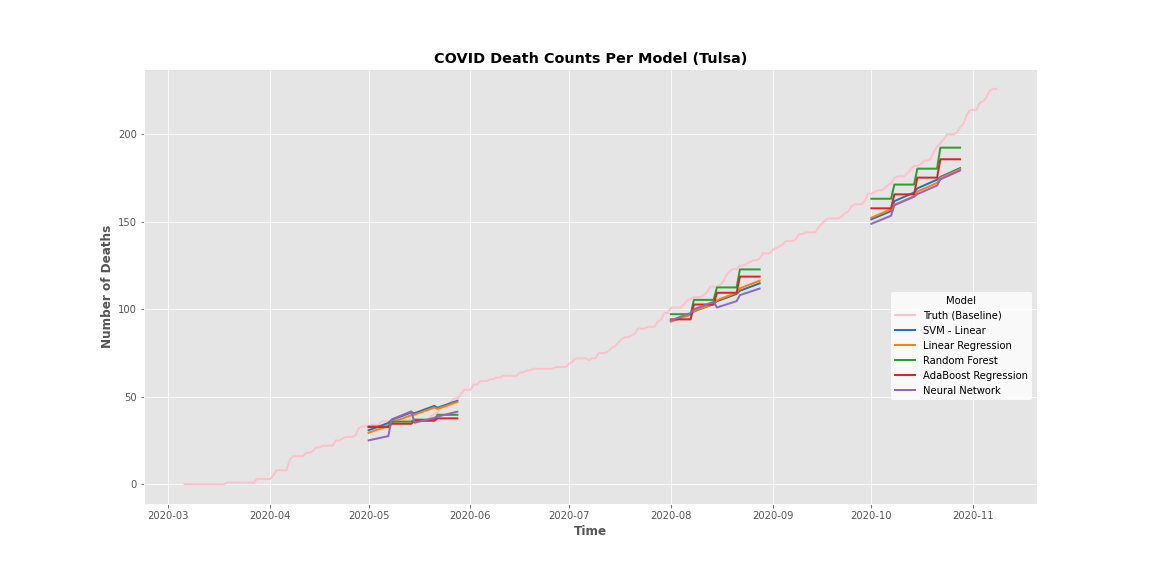 COVID Death Counts Per Model (Tulsa)
Number of Deaths
200
150
100
50
0
Model
Truth (Baseline)
SVM - Linear
Linear Regression
Random Forest
AdaBoost Regression
Neural Network
2020-03 2020-04 2020-05 2020-06 2020-07 2020-08 2020-09 2020-10 2020-11
Time